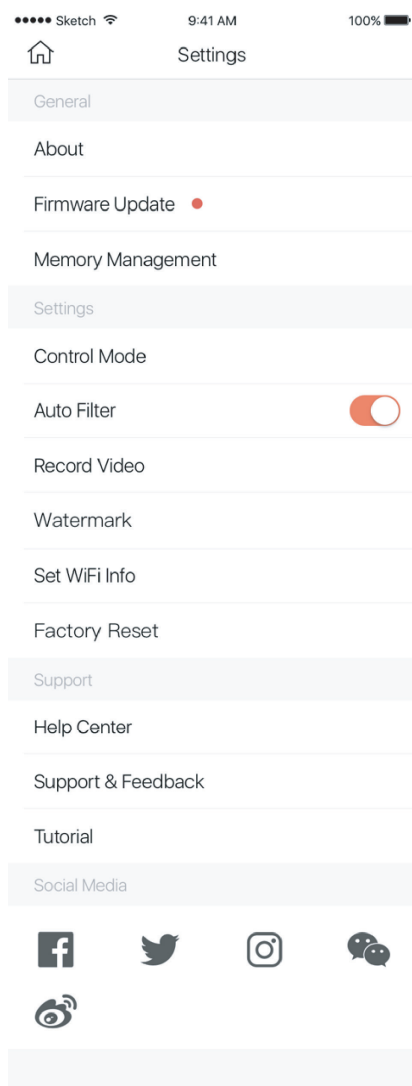 Sketch 9:41 AM 100%
Settings
General
About
Firmware Update
Memory Management
Settings
Control Mode
Auto Filter
Record Video
Watermark
Set WiFi Info
Factory Reset
Support
Help Center
Support & Feedback
Tutorial
Social Media